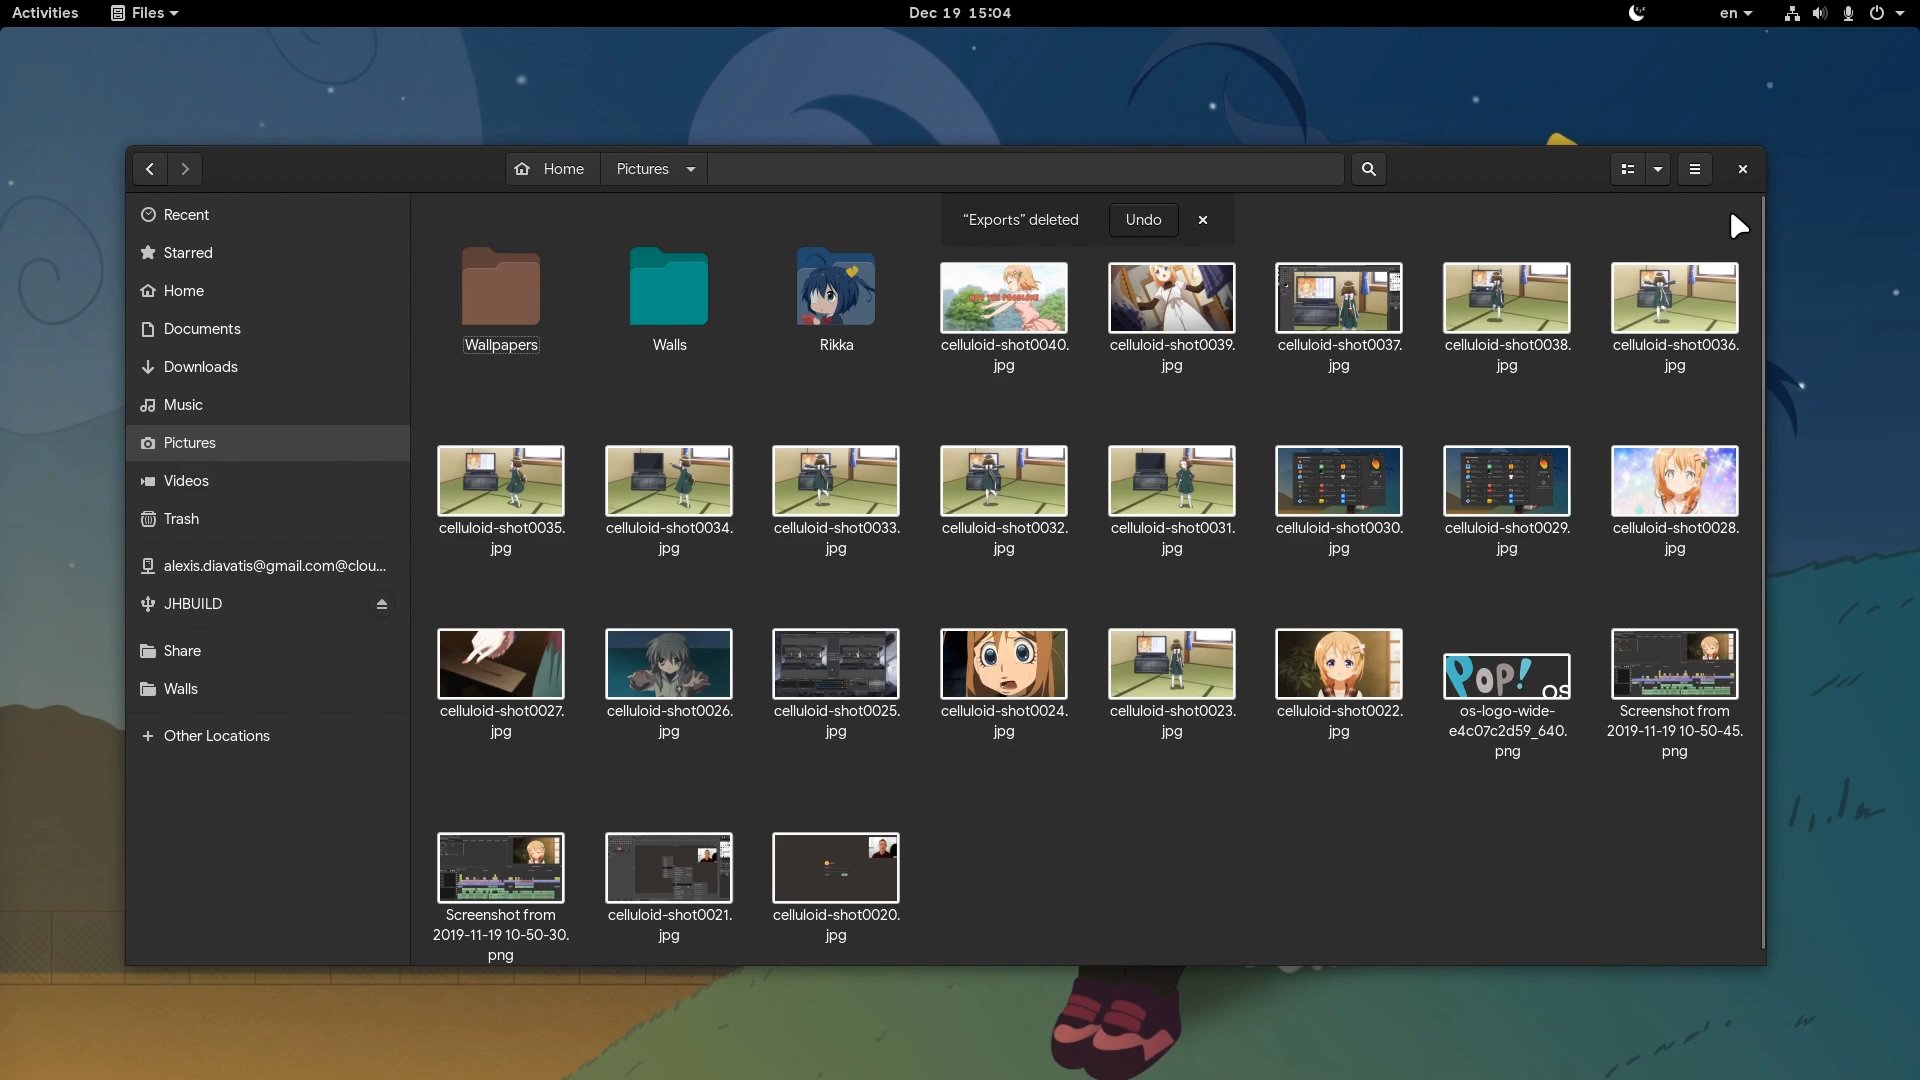 Activities
Files
Dec 19 15:04
en
Home
Pictures
Recent
Starred
Home
Documents
Downloads
Music
Pictures
Videos
Trash
alexis.diavatis@gmail.com@clou...
JHBUILD
Share
Walls
Other Locations
“Exports” deleted
Undo
Wallpapers
Walls
Rikka
celluloid-shot0040.
jpg
celluloid-shot0039.
jpg
celluloid-shot0037.
jpg
celluloid-shot0038.
jpg
celluloid-shot0036.
jpg
celluloid-shot0035.
jpg
celluloid-shot0034.
jpg
celluloid-shot0033.
jpg
celluloid-shot0032.
jpg
celluloid-shot0031.
jpg
celluloid-shot0030.
jpg
celluloid-shot0029.
jpg
celluloid-shot0028.
jpg
celluloid-shot0027.
jpg
celluloid-shot0026.
jpg
celluloid-shot0025.
jpg
celluloid-shot0024.
jpg
celluloid-shot0023.
jpg
celluloid-shot0022.
jpg
Pop!
OS
os-logo-wide-
e4c07c2d59_640.
png
Screenshot from
2019-11-19 10-50-45.
png
Screenshot from
2019-11-19 10-50-30.
png
celluloid-shot0021.
jpg
celluloid-shot0020.
jpg